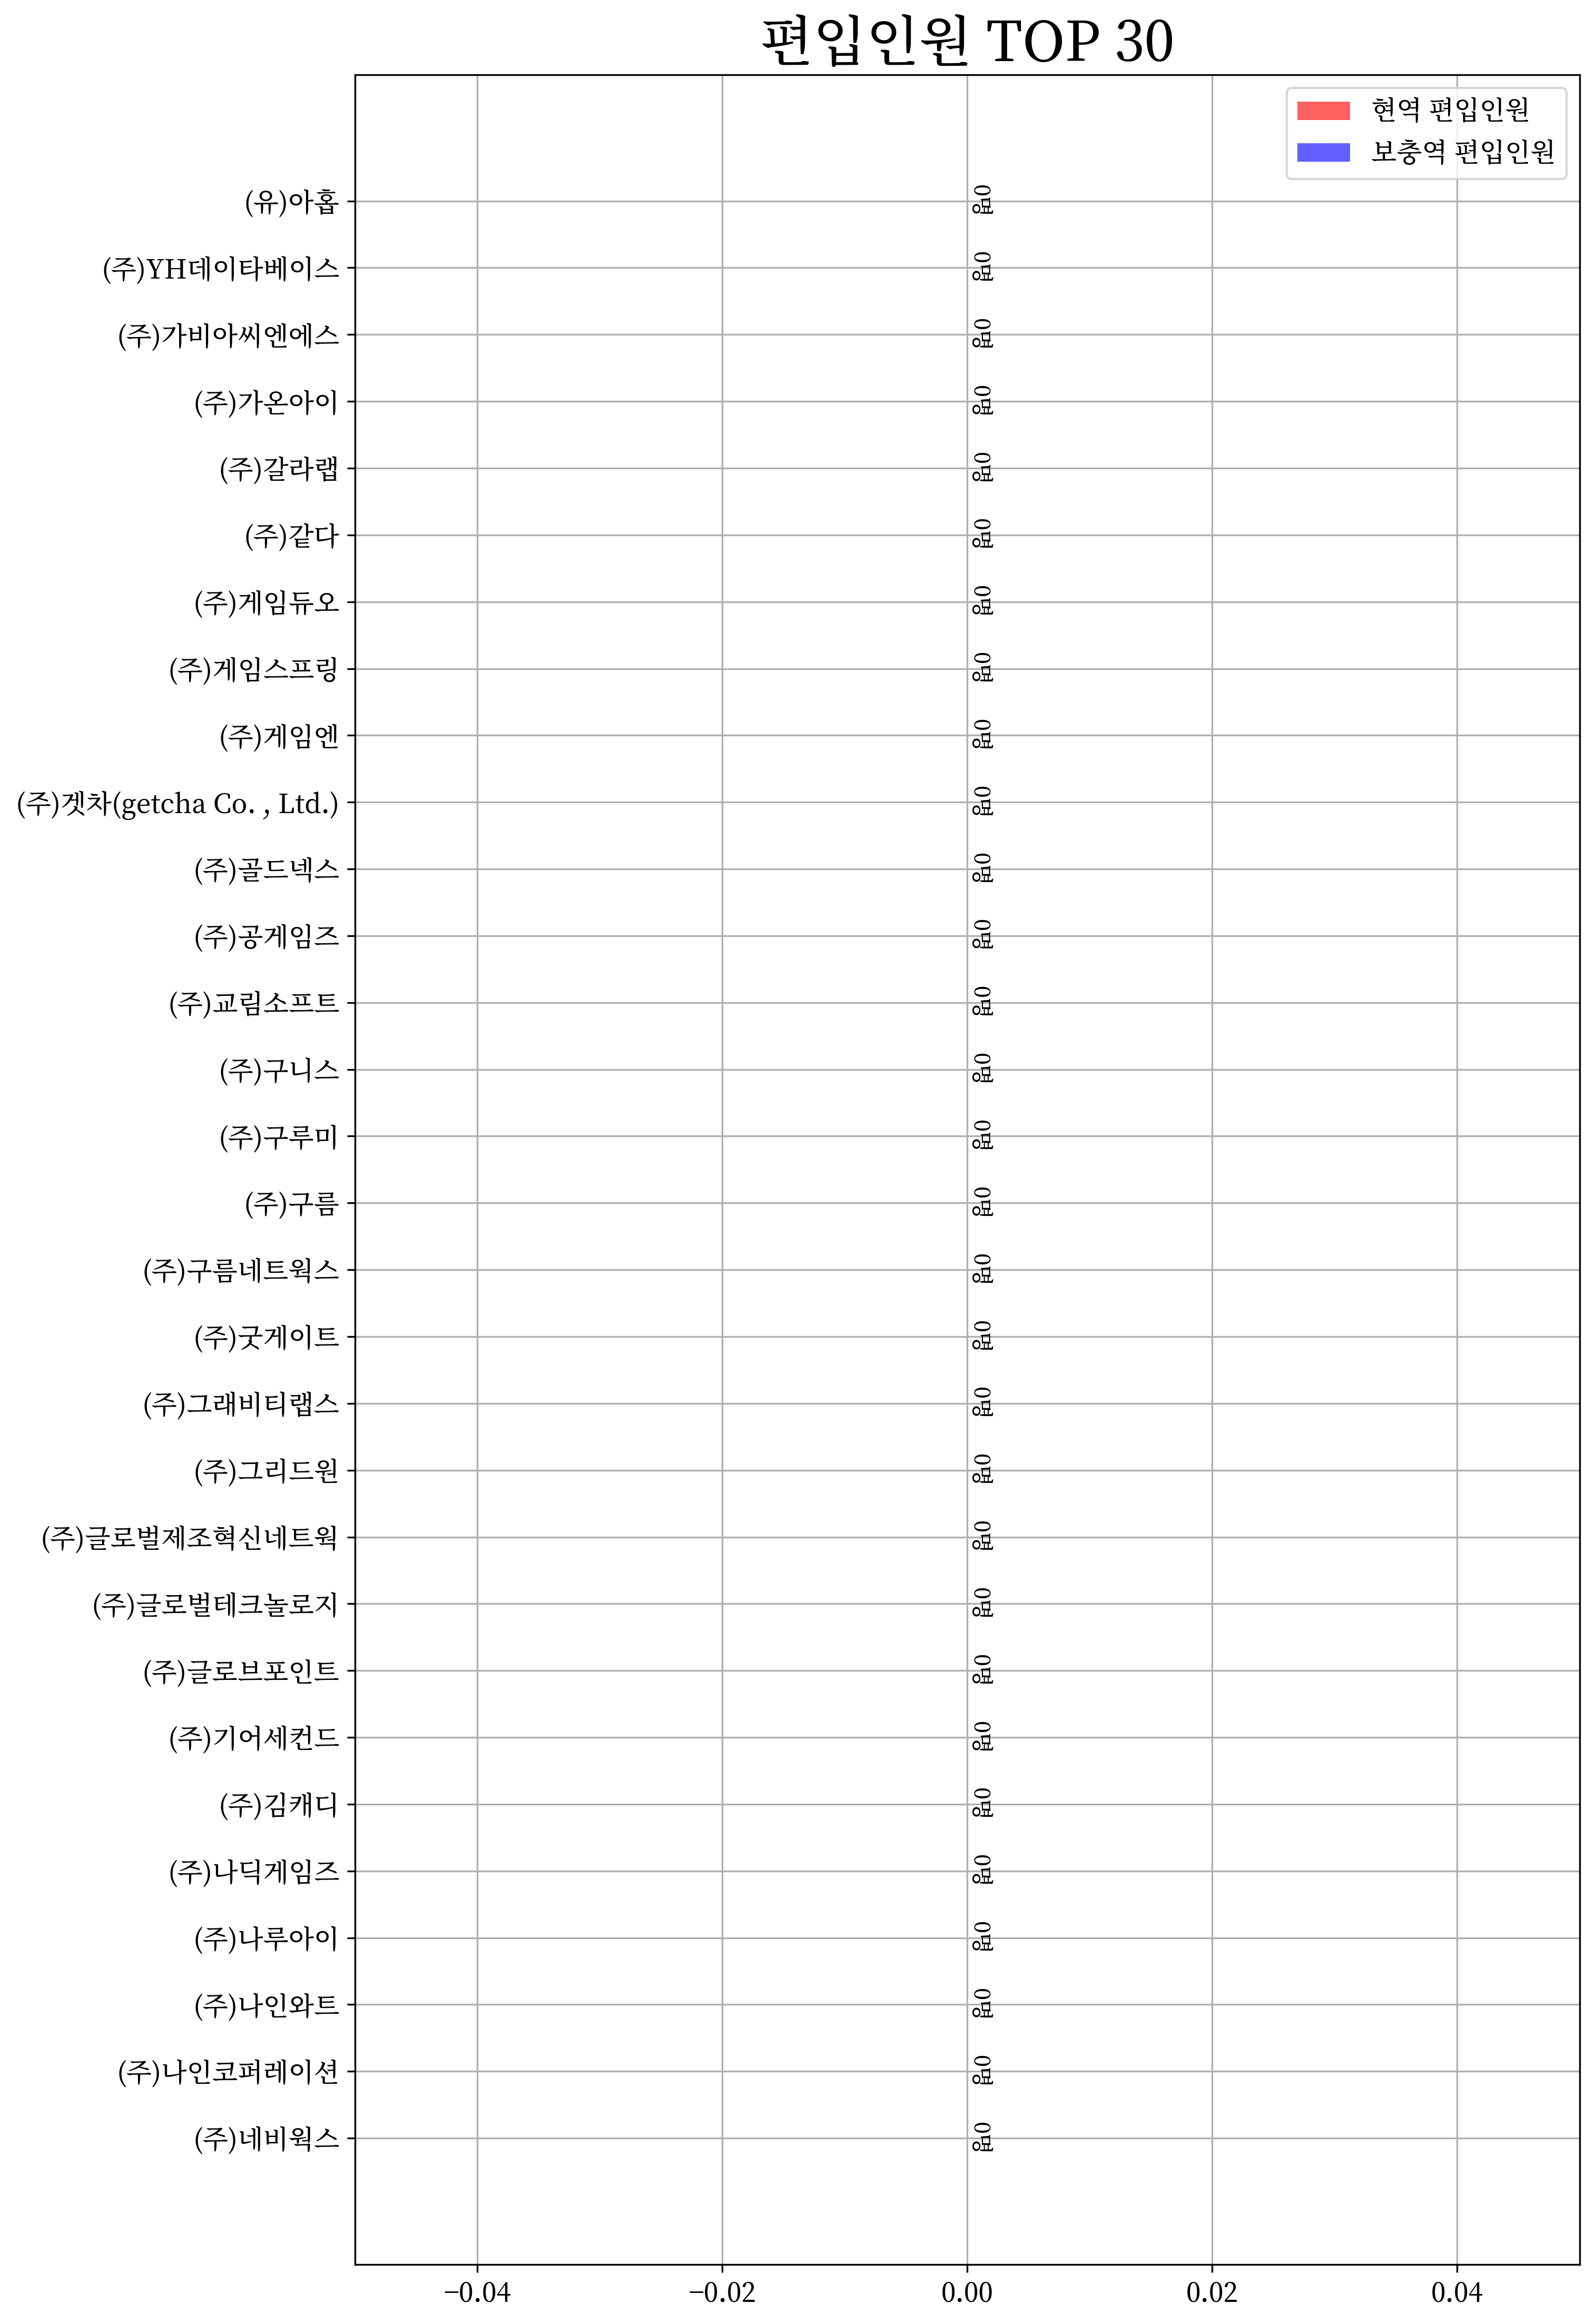 편입인원 TOP 30
현역 편입인원
보충역 편입인원
(유)아홉 0명
(주)YH데이타베이스 0명
(주)가비아씨엔에스 0명
(주)가온아이 0명
(주)갈라랩 0명
(주)같다 0명
(주)게임듀오 0명
(주)게임스프링 0명
(주)게임엔 0명
(주)겟차(getcha Co. , Ltd.) 0명
(주)골드넥스 0명
(주)공게임즈 0명
(주)교림소프트 0명
(주)구니스 0명
(주)구루미 0명
(주)구름 0명
(주)구름네트웍스 0명
(주)굿게이트 0명
(주)그래비티랩스 0명
(주)그리드원 0명
(주)글로벌제조혁신네트웍 0명
(주)글로벌테크놀로지 0명
(주)글로브포인트 0명
(주)기어세컨드 0명
(주)김캐디 0명
(주)나딕게임즈 0명
(주)나루아이 0명
(주)나인와트 0명
(주)나인코퍼레이션 0명
(주)네비웍스 0명
−0.04 −0.02 0.00 0.02 0.04